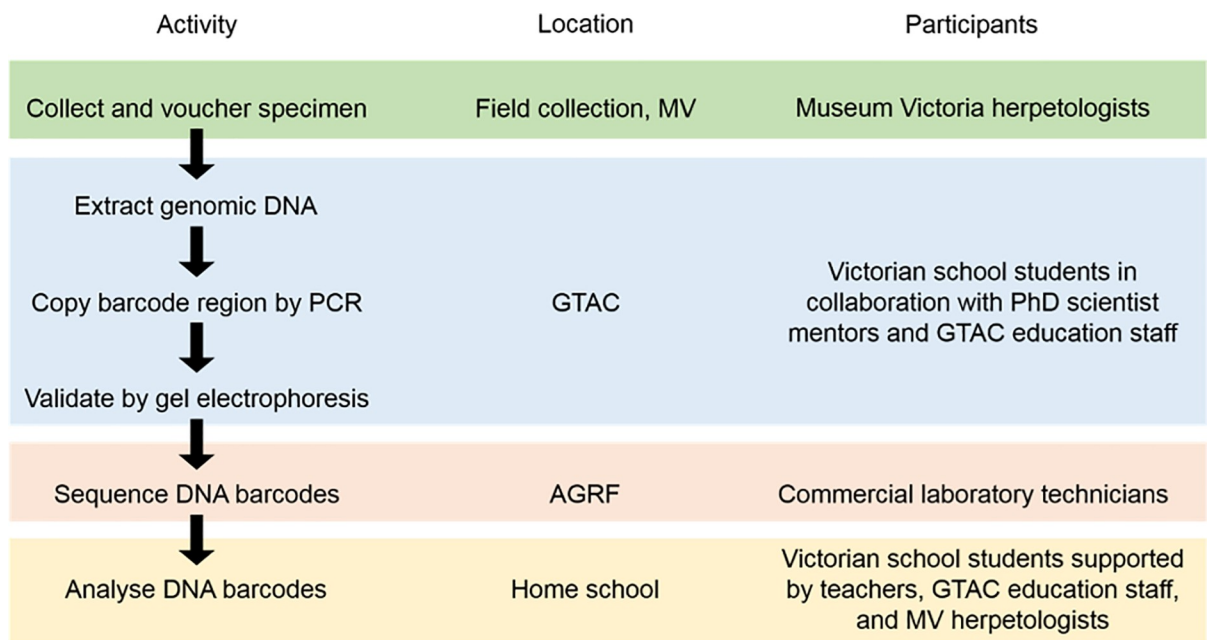 Activity Location Participants
Collect and voucher specimen Field collection, MV Museum Victoria herpetologists
Extract genomic DNA
Copy barcode region by PCR GTAC Victorian school students in
collaboration with PhD scientist
mentors and GTAC education staff
Validate by gel electrophoresis
Sequence DNA barcodes AGRF Commercial laboratory technicians
Analyse DNA barcodes Home school Victorian school students supported
by teachers, GTAC education staff,
and MV herpetologists